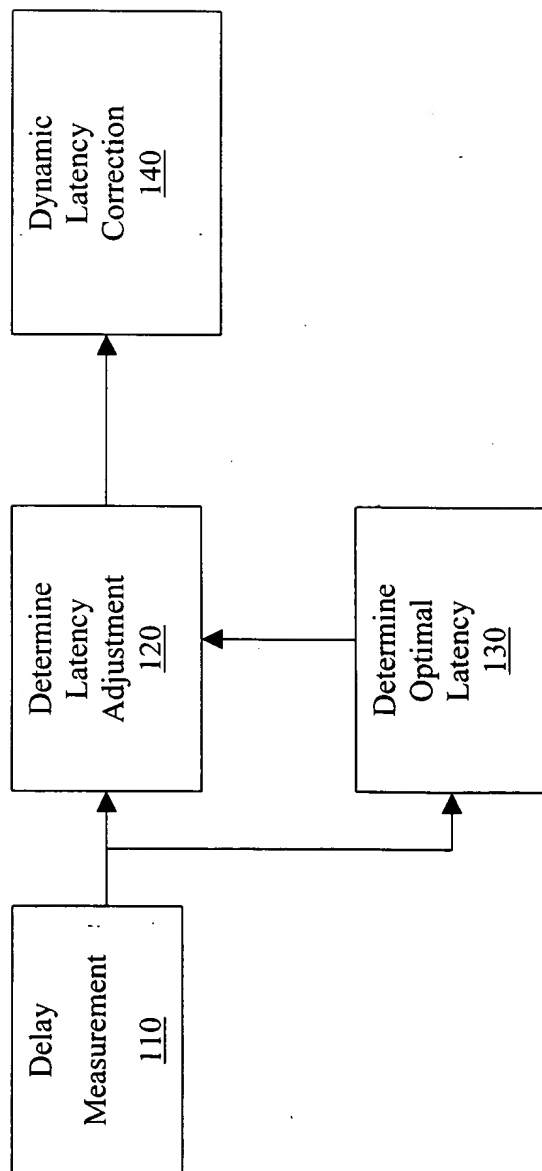 Delay
Measurement
110
Determine
Latency
Adjustment
120
Determine
Optimal
Latency
130
Dynamic
Latency
Correction
140